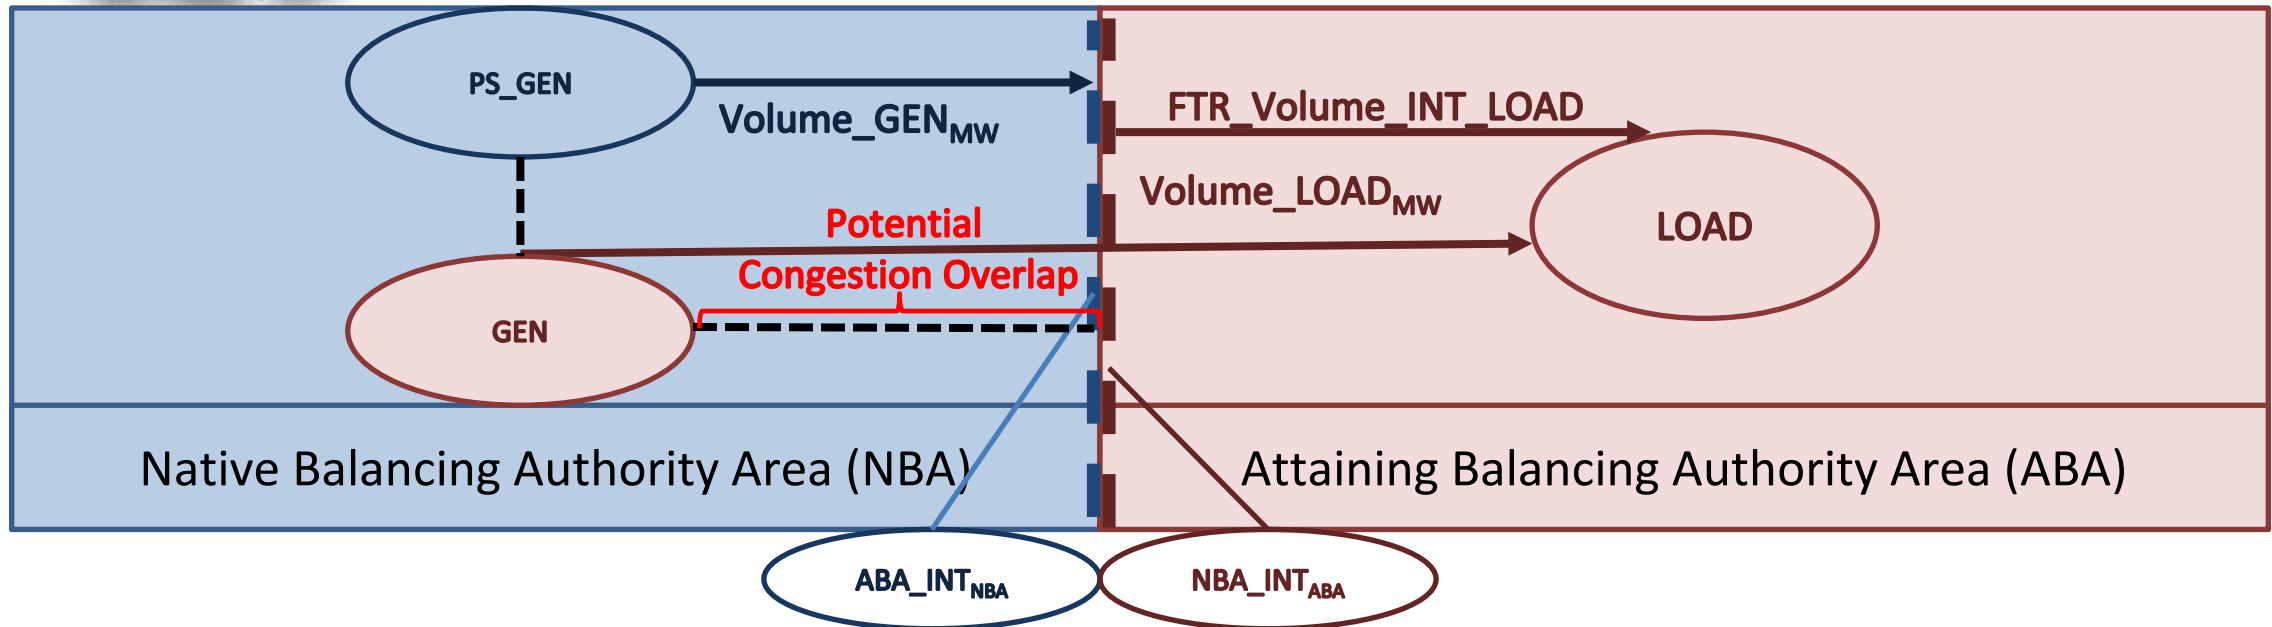 PS_GEN
Volume_GENMW
FTR_Volume_INT_LOAD
Volume_LOADMW
LOAD
Potential
Congestion Overlap
GEN
Native Balancing Authority Area (NBA)
Attaining Balancing Authority Area (ABA)
ABA_INTNBA
NBA_INTABA